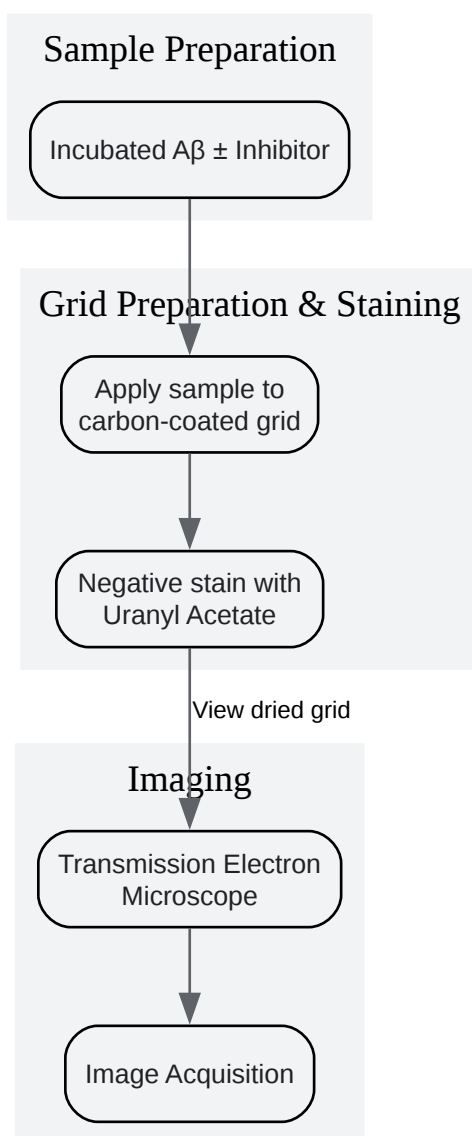 Sample Preparation
Incubated Aβ ± Inhibitor
Grid Preparation & Staining
Apply sample to
carbon-coated grid
Negative stain with
Uranyl Acetate
View dried grid
Imaging
Transmission Electron
Microscope
Image Acquisition